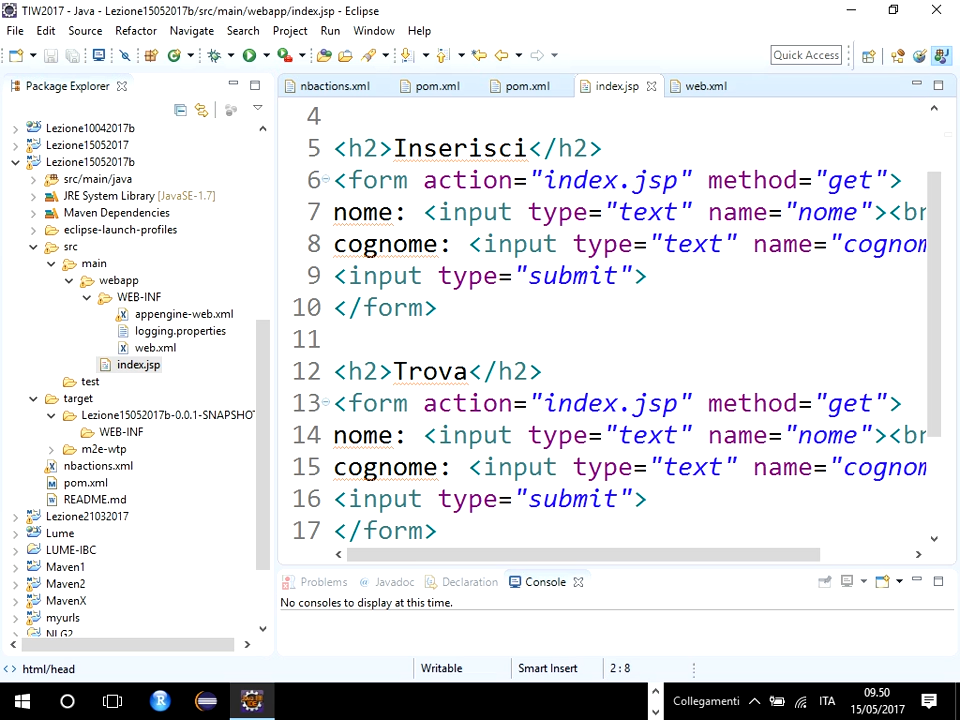 TIW2017 - Java - Lezione15052017b/src/main/webapp/index.jsp - Eclipse
File Edit Source Refactor Navigate Search Project Run Window Help
Quick Access
Package Explorer
nbactions.xml pom.xml pom.xml index.jsp web.xml
Lezione10042017b
Lezione15052017
Lezione15052017b
src/main/java
JRE System Library [JavaSE-1.7]
Maven Dependencies
eclipse-launch-profiles
src
main
webapp
WEB-INF
appengine-web.xml
logging.properties
web.xml
index.jsp
test
target
Lezione15052017b-0.0.1-SNAPSHOT
WEB-INF
m2e-wtp
nbactions.xml
pom.xml
README.md
Lezione21032017
Lume
LUME-IBC
Maven1
Maven2
MavenX
myurls
NLG2
4
5 <h2>Inserisci</h2>
6 <form action="index.jsp" method="get">
7 nome: <input type="text" name="nome"><br
8 cognome: <input type="text" name="cognom
9 <input type="submit">
10 </form>
11
12 <h2>Trova</h2>
13 <form action="index.jsp" method="get">
14 nome: <input type="text" name="nome"><br
15 cognome: <input type="text" name="cognom
16 <input type="submit">
17 </form>
Problems @ Javadoc Declaration Console
No consoles to display at this time.
<> html/head Writable Smart Insert 2 : 8
R Collegamenti ITA 09.50
15/05/2017